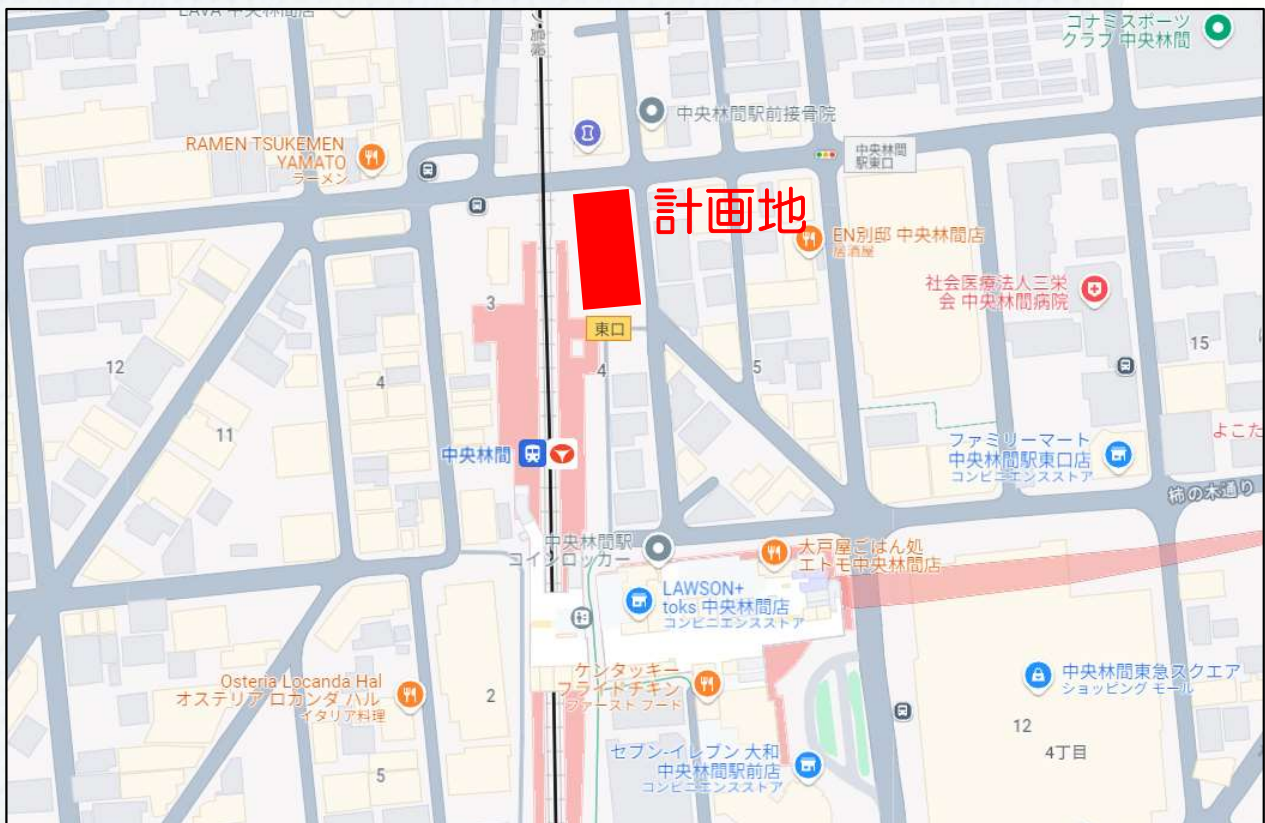 LAVA 中央林間店
1
コナミスポーツ
クラブ 中央林間
中央林間駅前接骨院
RAMEN TSUKEMEN
YAMATO
ラーメン
中央林間
駅東口
計画地
EN別邸 中央林間店
居酒屋
社会医療法人三栄
会 中央林間病院
3
東口
15
12
4
4
5
11
中央林間
ファミリーマート
中央林間駅東口店
コンビニエンスストア
よこた
柿の木通り
中央林間駅
コインロッカー
大戸屋ごはん処
エトモ中央林間店
LAWSON+
toks 中央林間店
コンビニエンスストア
Osteria Locanda Hal
オステリア ロカンダ ハル
イタリア料理
2
ケンタッキー
フライドチキン
ファースト フード
中央林間東急スクエア
ショッピング モール
12
4丁目
セブン-イレブン 大和
中央林間駅前店
コンビニエンスストア
5